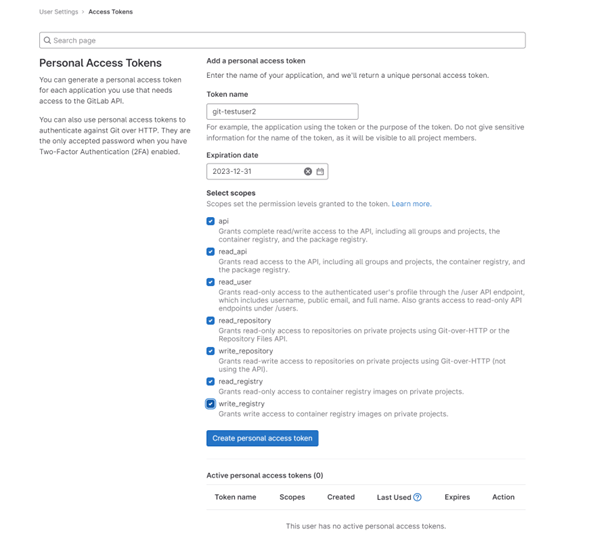 User Settings > Access Tokens
Search page
Personal Access Tokens
You can generate a personal access token
for each application you use that needs
access to the GitLab API.
You can also use personal access tokens to
authenticate against Git over HTTP. They are
the only accepted password when you have
Two-Factor Authentication (2FA) enabled.
Add a personal access token
Enter the name of your application, and we'll return a unique personal access token.
Token name
git-testuser2
For example, the application using the token or the purpose of the token. Do not give sensitive
information for the name of the token, as it will be visible to all project members.
Expiration date
2023-12-31
Select scopes
Scopes set the permission levels granted to the token. Learn more.
api
Grants complete read/write access to the API, including all groups and projects, the
container registry, and the package registry.
read_api
Grants read access to the API, including all groups and projects, the container registry, and
the package registry.
read_user
Grants read-only access to the authenticated user's profile through the /user API endpoint,
which includes username, public email, and full name. Also grants access to read-only API
endpoints under /users.
read_repository
Grants read-only access to repositories on private projects using Git-over-HTTP or the
Repository Files API.
write_repository
Grants read-write access to repositories on private projects using Git-over-HTTP (not
using the API).
read_registry
Grants read-only access to container registry images on private projects.
write_registry
Grants write access to container registry images on private projects.
Create personal access token
Active personal access tokens (0)
Token name Scopes Created Last Used ? Expires Action
This user has no active personal access tokens.